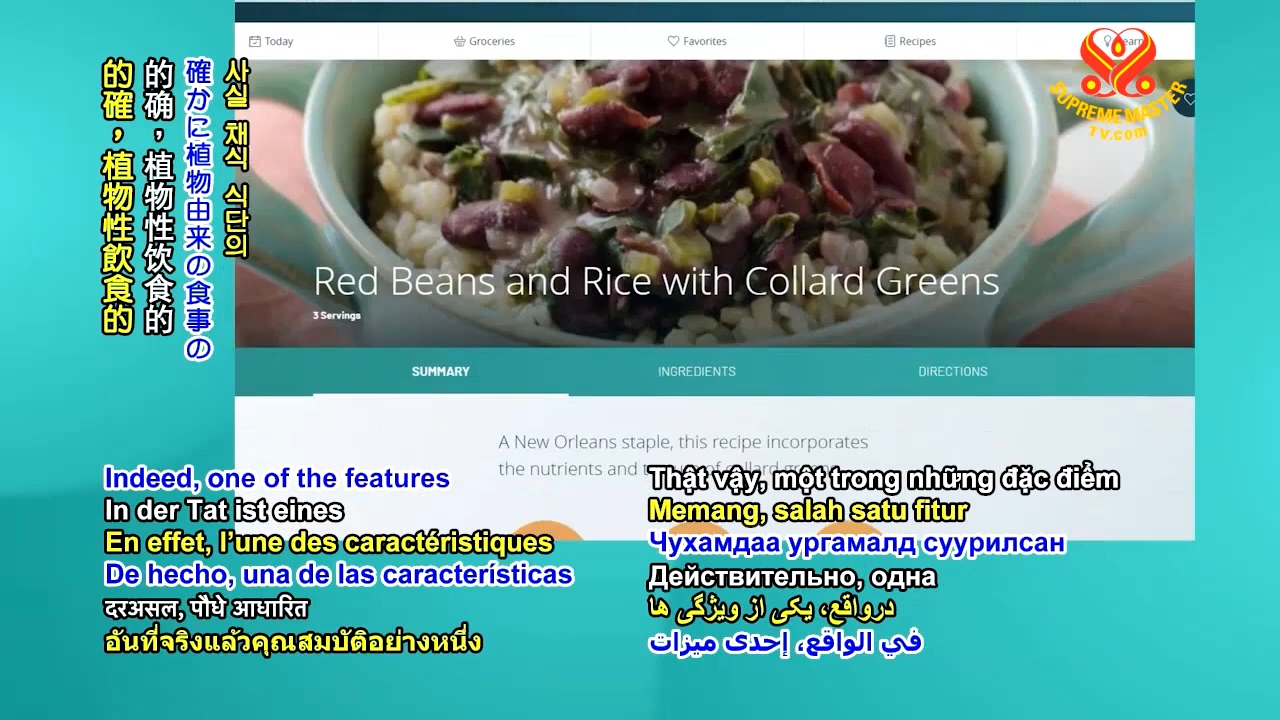 Today
Groceries
Favorites
Recipes
SUPREME MASTER
TV.com
사실 채식 식단의
確かに植物由来の食事の
的确，植物性饮食的
的確，植物性飲食的
Red Beans and Rice with Collard Greens
3 Servings
SUMMARY
INGREDIENTS
DIRECTIONS
A New Orleans staple, this recipe incorporates
the nutrients and
of collard greens
Indeed, one of the features
In der Tat ist eines
En effet, l’une des caractéristiques
De hecho, una de las características
दरअसल, पौधे आधारित
อันที่จริงแล้วคุณสมบัติอย่างหนึ่ง
Thật vậy, một trong những đặc điểm
Memang, salah satu fitur
Чухамдаа ургамалд суурилсан
Действительно, одна
درواقع، یکی از ویژگی ها
في الواقع، إحدى ميزات